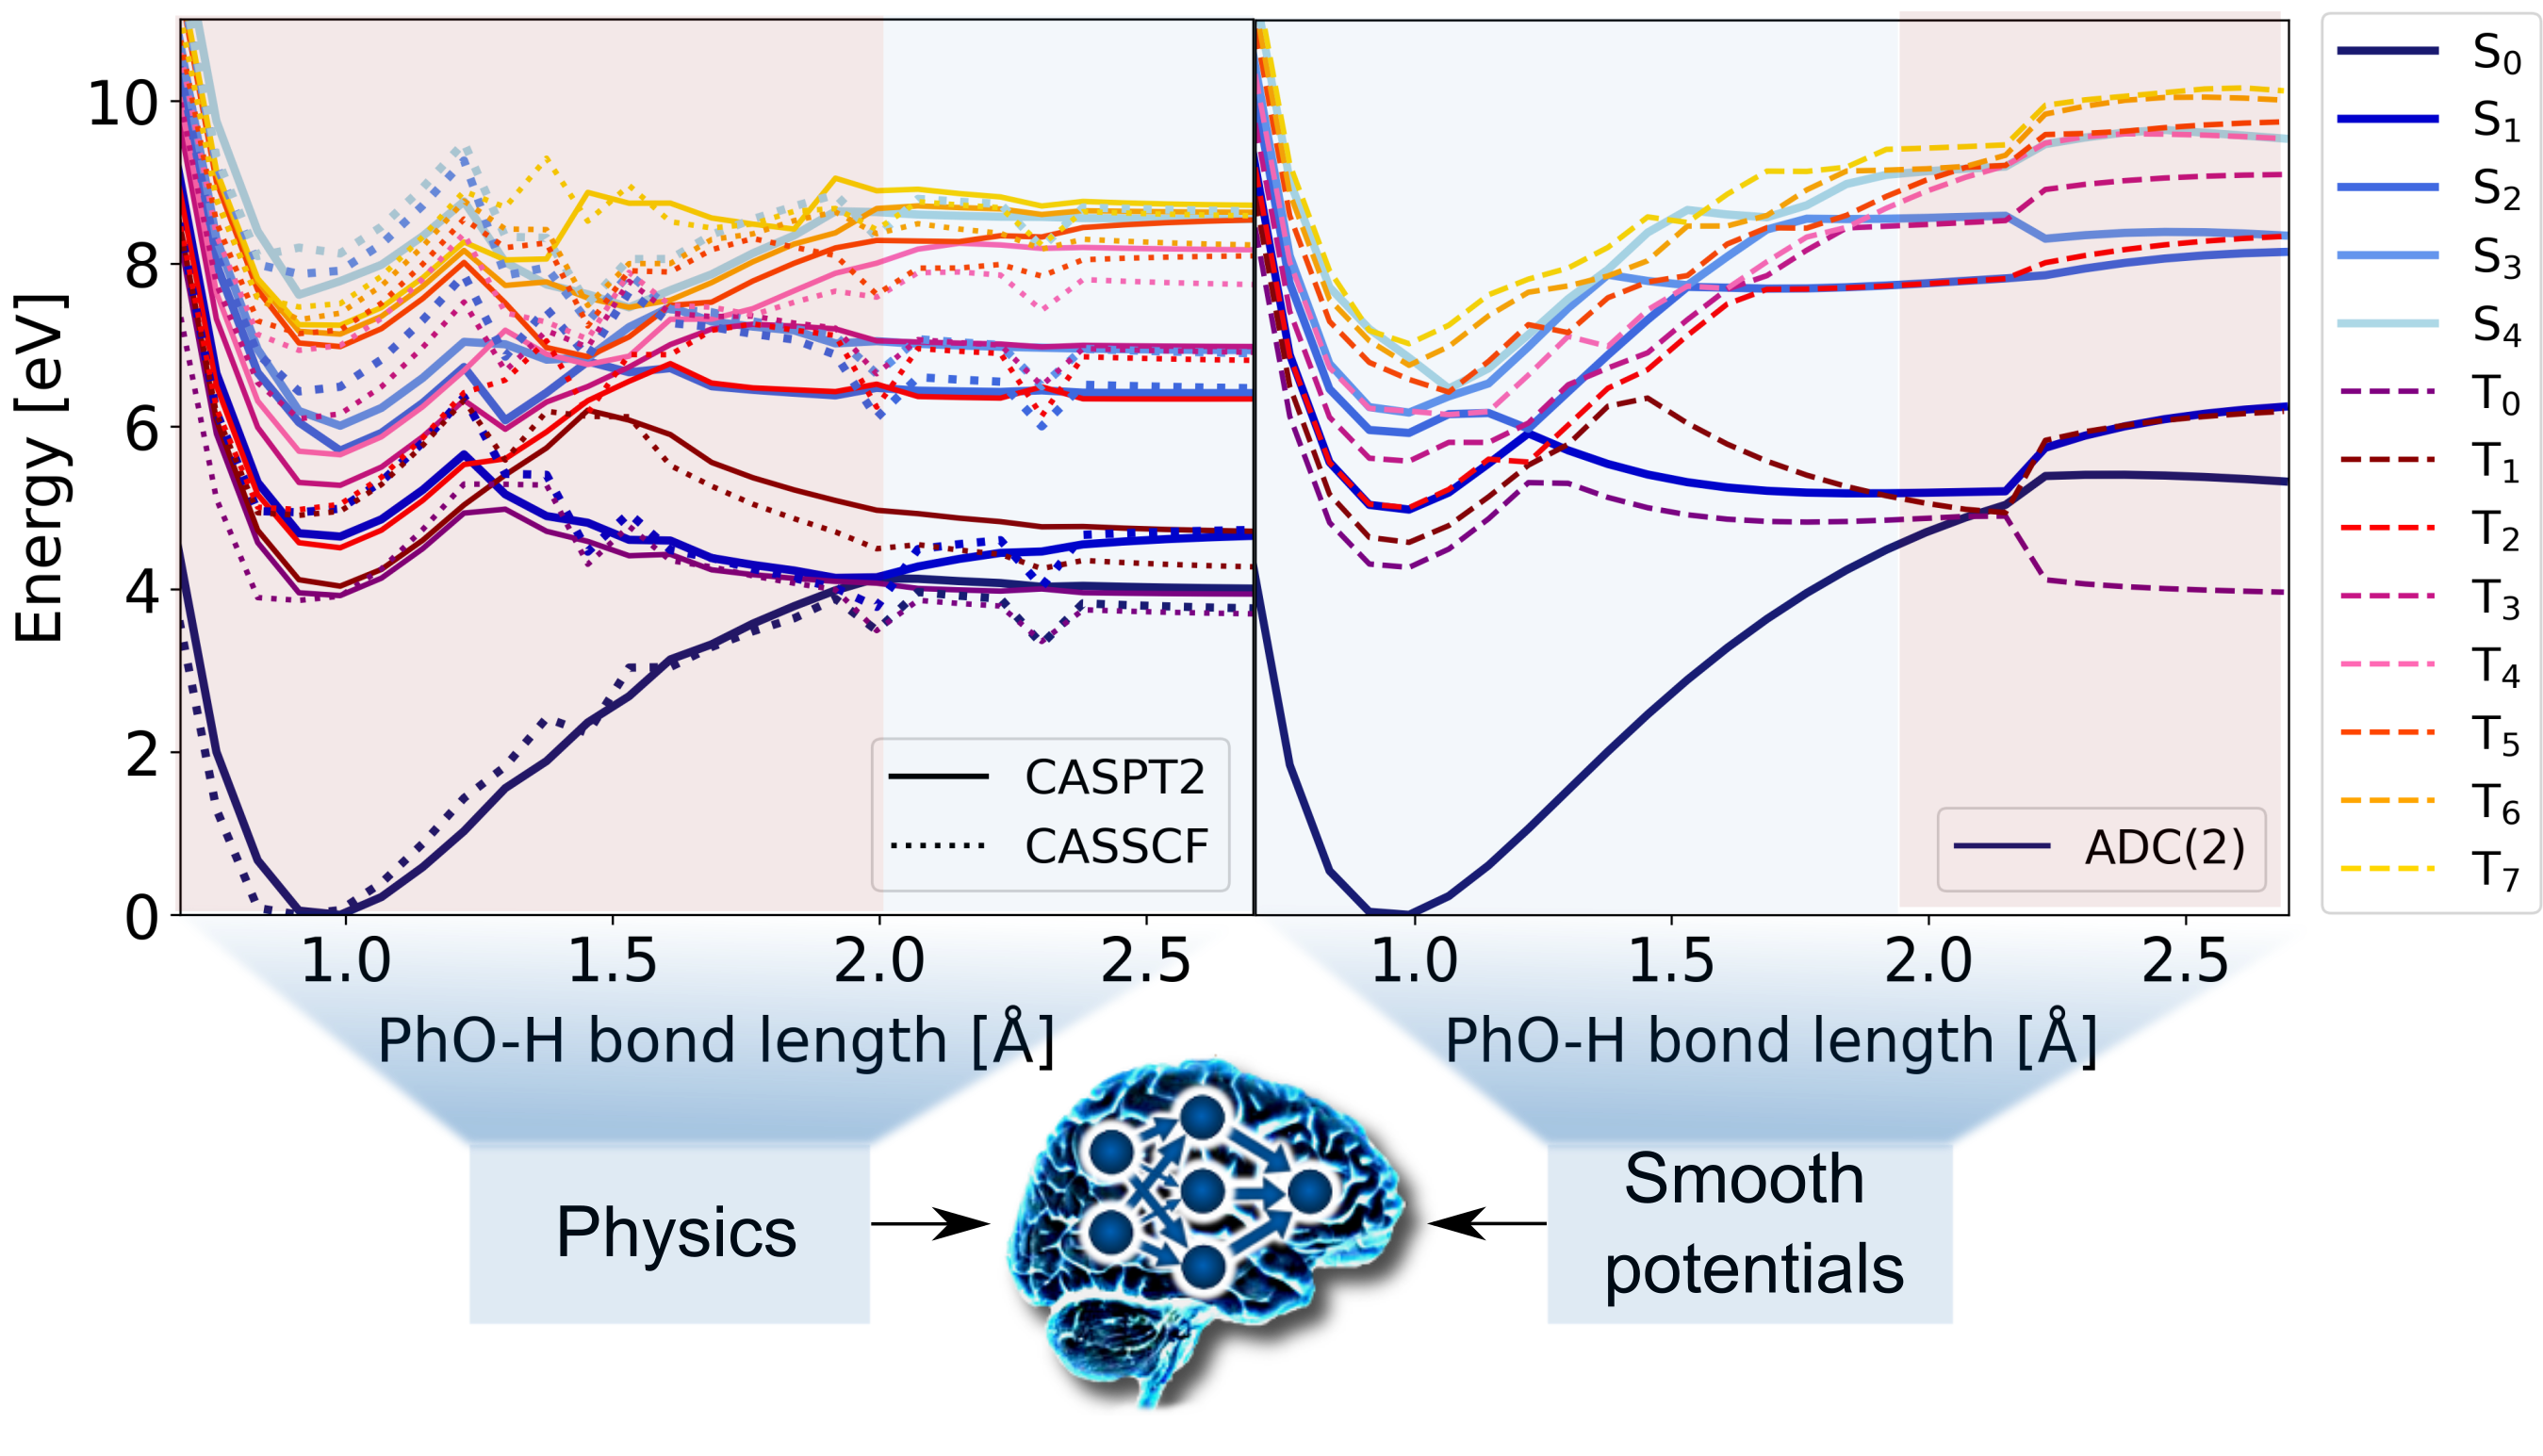 Energy [eV]
10
8
6
4
2
0
CASPT2
CASSCF
1.0 1.5 2.0 2.5
PhO-H bond length [Å]
ADC(2)
1.0 1.5 2.0 2.5
PhO-H bond length [Å]
S0
S1
S2
S3
S4
T0
T1
T2
T3
T4
T5
T6
T7
Physics
Smooth
potentials